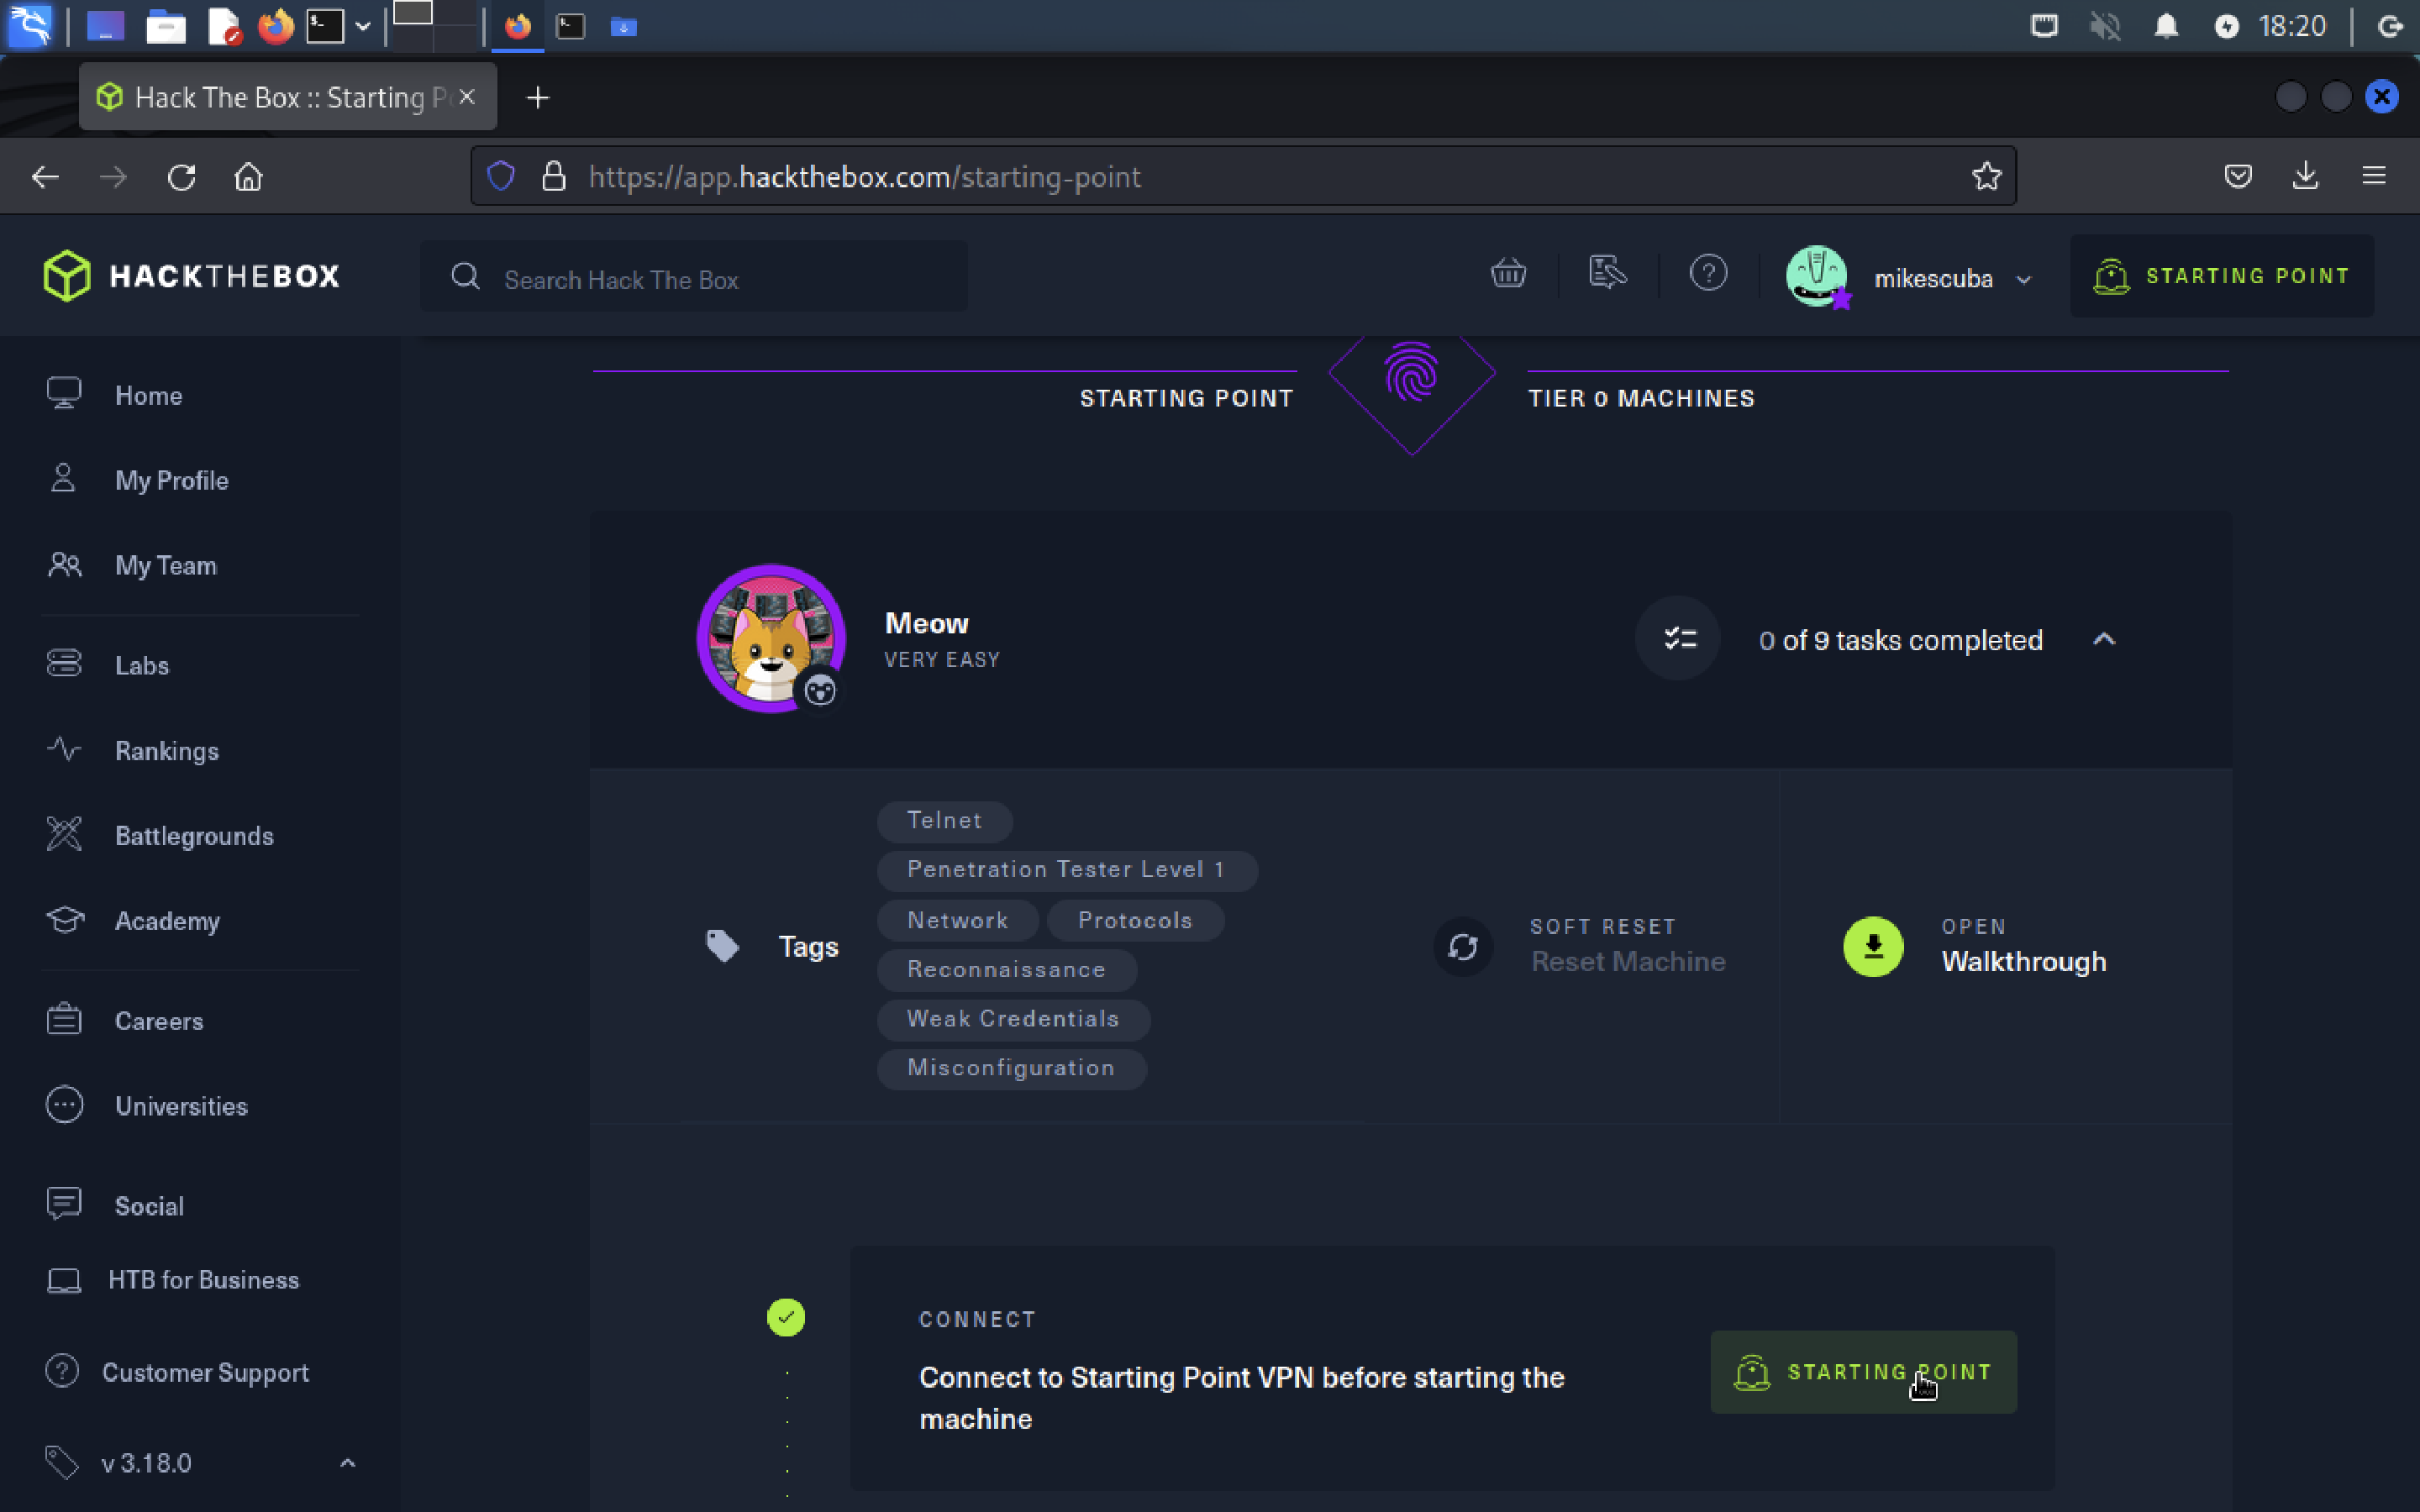 18:20
Hack The Box :: Starting P
https://app.hackthebox.com/starting-point
HACKTHEBOX
Search Hack The Box
mikescuba
STARTING POINT
Home
My Profile
My Team
Labs
Rankings
Battlegrounds
Academy
Careers
Universities
Social
HTB for Business
Customer Support
v 3.18.0
STARTING POINT
TIER 0 MACHINES
Meow
VERY EASY
0 of 9 tasks completed
Tags
Telnet
Penetration Tester Level 1
Network Protocols
Reconnaissance
Weak Credentials
Misconfiguration
SOFT RESET
Reset Machine
OPEN
Walkthrough
CONNECT
Connect to Starting Point VPN before starting the
machine
STARTING POINT